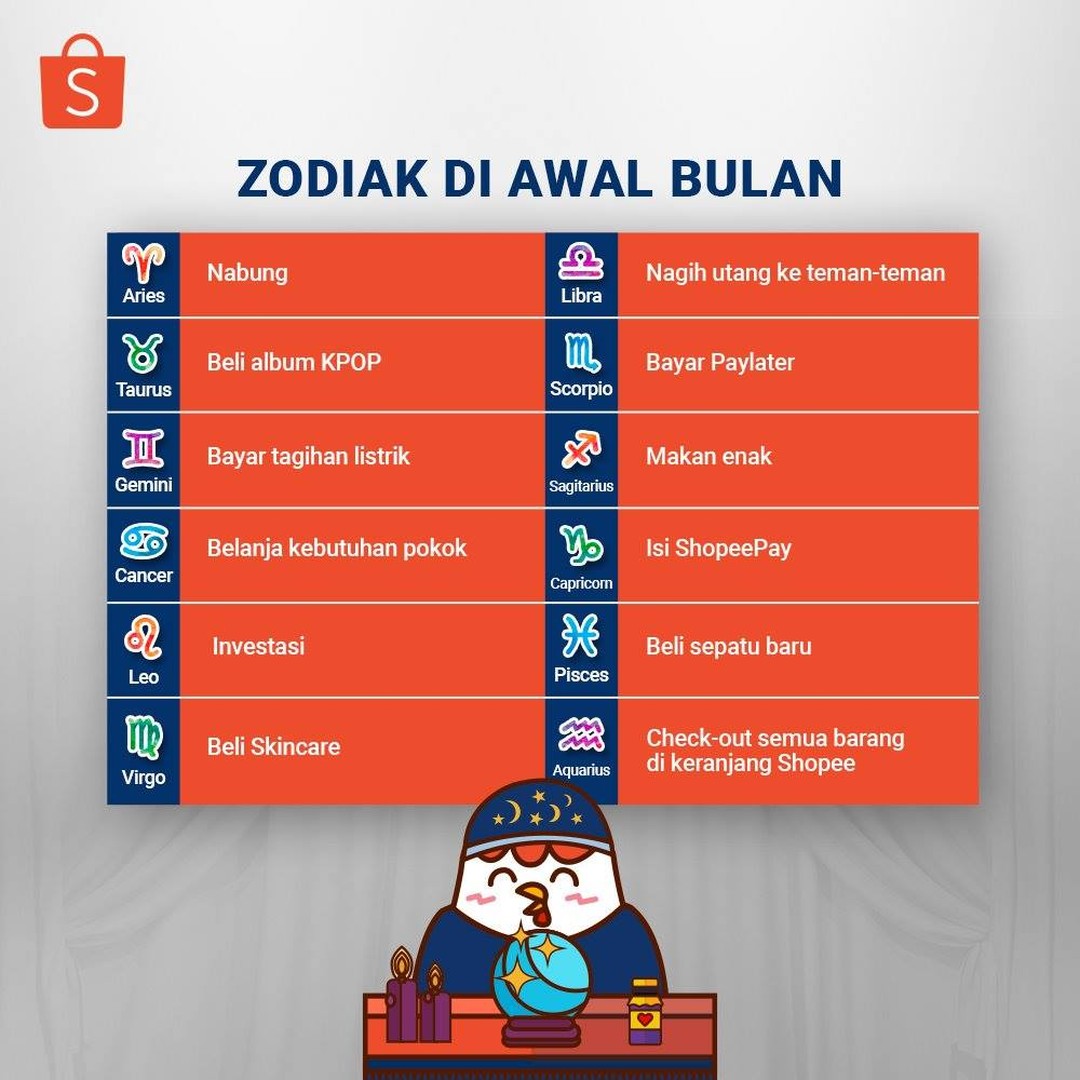 S
ZODIAK DI AWAL BULAN
Aries
Nabung
Libra
Nagih utang ke teman-teman
Taurus
Beli album KPOP
Scorpio
Bayar Paylater
Gemini
Bayar tagihan listrik
Sagitarius
Makan enak
Cancer
Belanja kebutuhan pokok
Capricorn
Isi ShopeePay
Leo
Investasi
Pisces
Beli sepatu baru
Virgo
Beli Skincare
Aquarius
Check-out semua barang
di keranjang Shopee